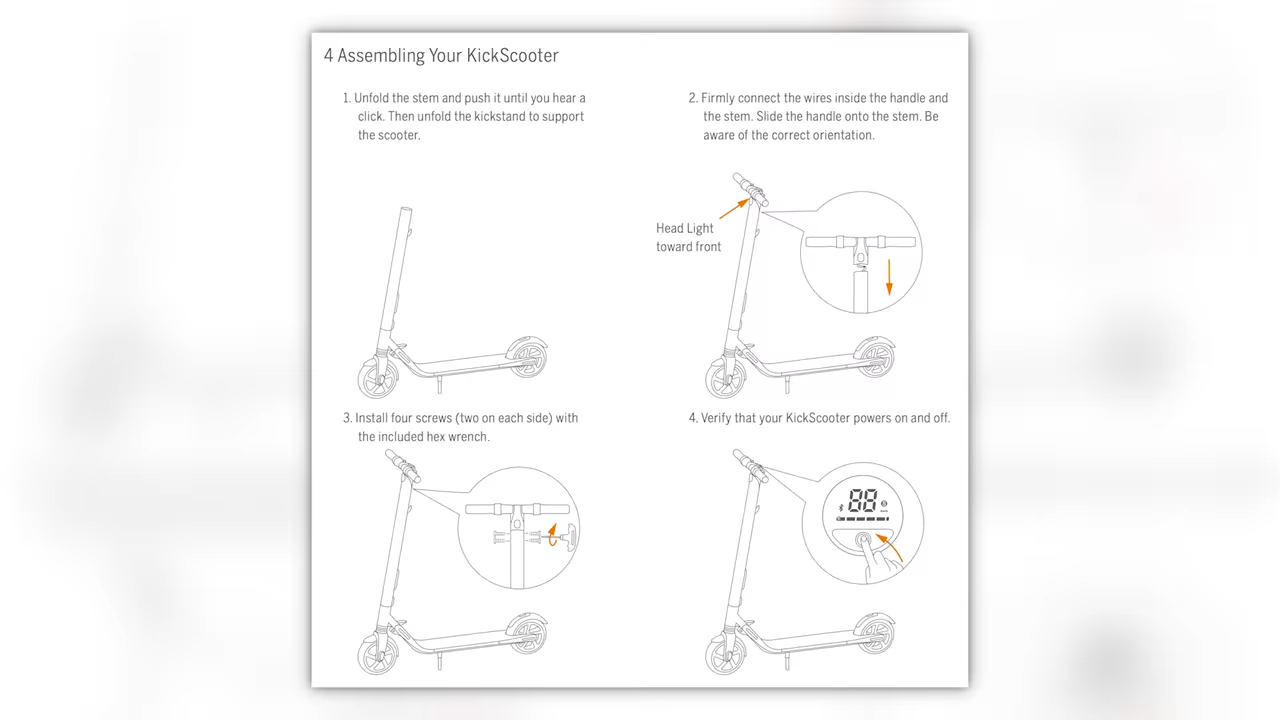 4 Assembling Your KickScooter
1. Unfold the stem and push it until you hear a
click. Then unfold the kickstand to support
the scooter.
2. Firmly connect the wires inside the handle and
the stem. Slide the handle onto the stem. Be
aware of the correct orientation.
Head Light
toward front
3. Install four screws (two on each side) with
the included hex wrench.
4. Verify that your KickScooter powers on and off.
88